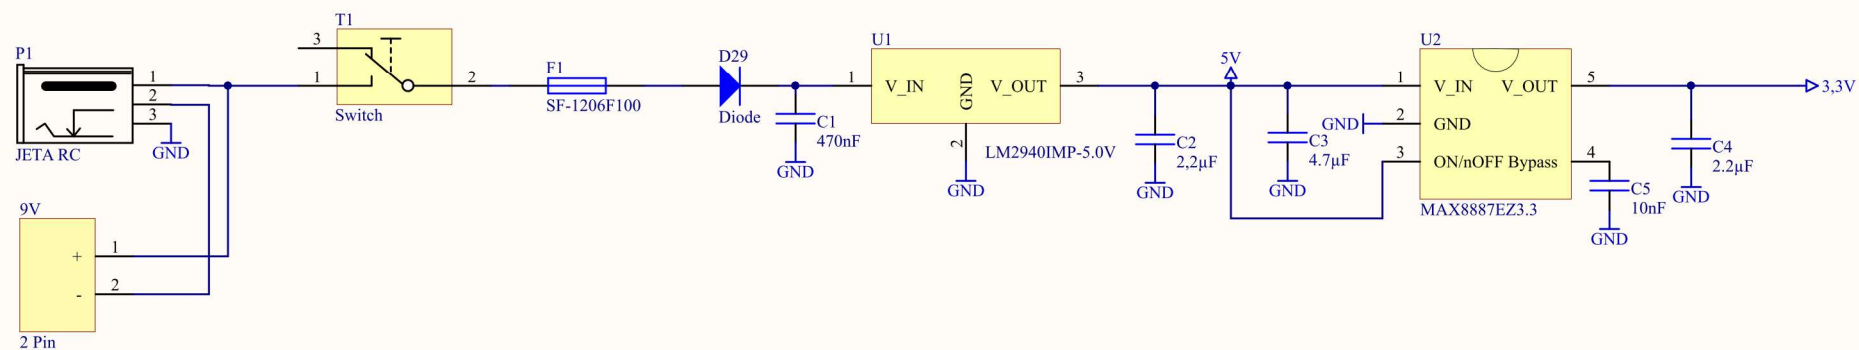 P1
1
2
3
JETA RC
GND
9V
+
1
-
2
2 Pin
T1
3
1
2
Switch
F1
SF-1206F100
D29
Diode
C1
470nF
GND
U1
1
V_IN
GND
V_OUT
3
2
LM2940IMP-5.0V
GND
C2
2,2µF
GND
5V
C3
4.7µF
GND
U2
1
V_IN
V_OUT
5
GND
2
GND
3
ON/nOFF Bypass
4
MAX8887EZ3.3
C5
10nF
GND
C4
2.2µF
GND
3,3V